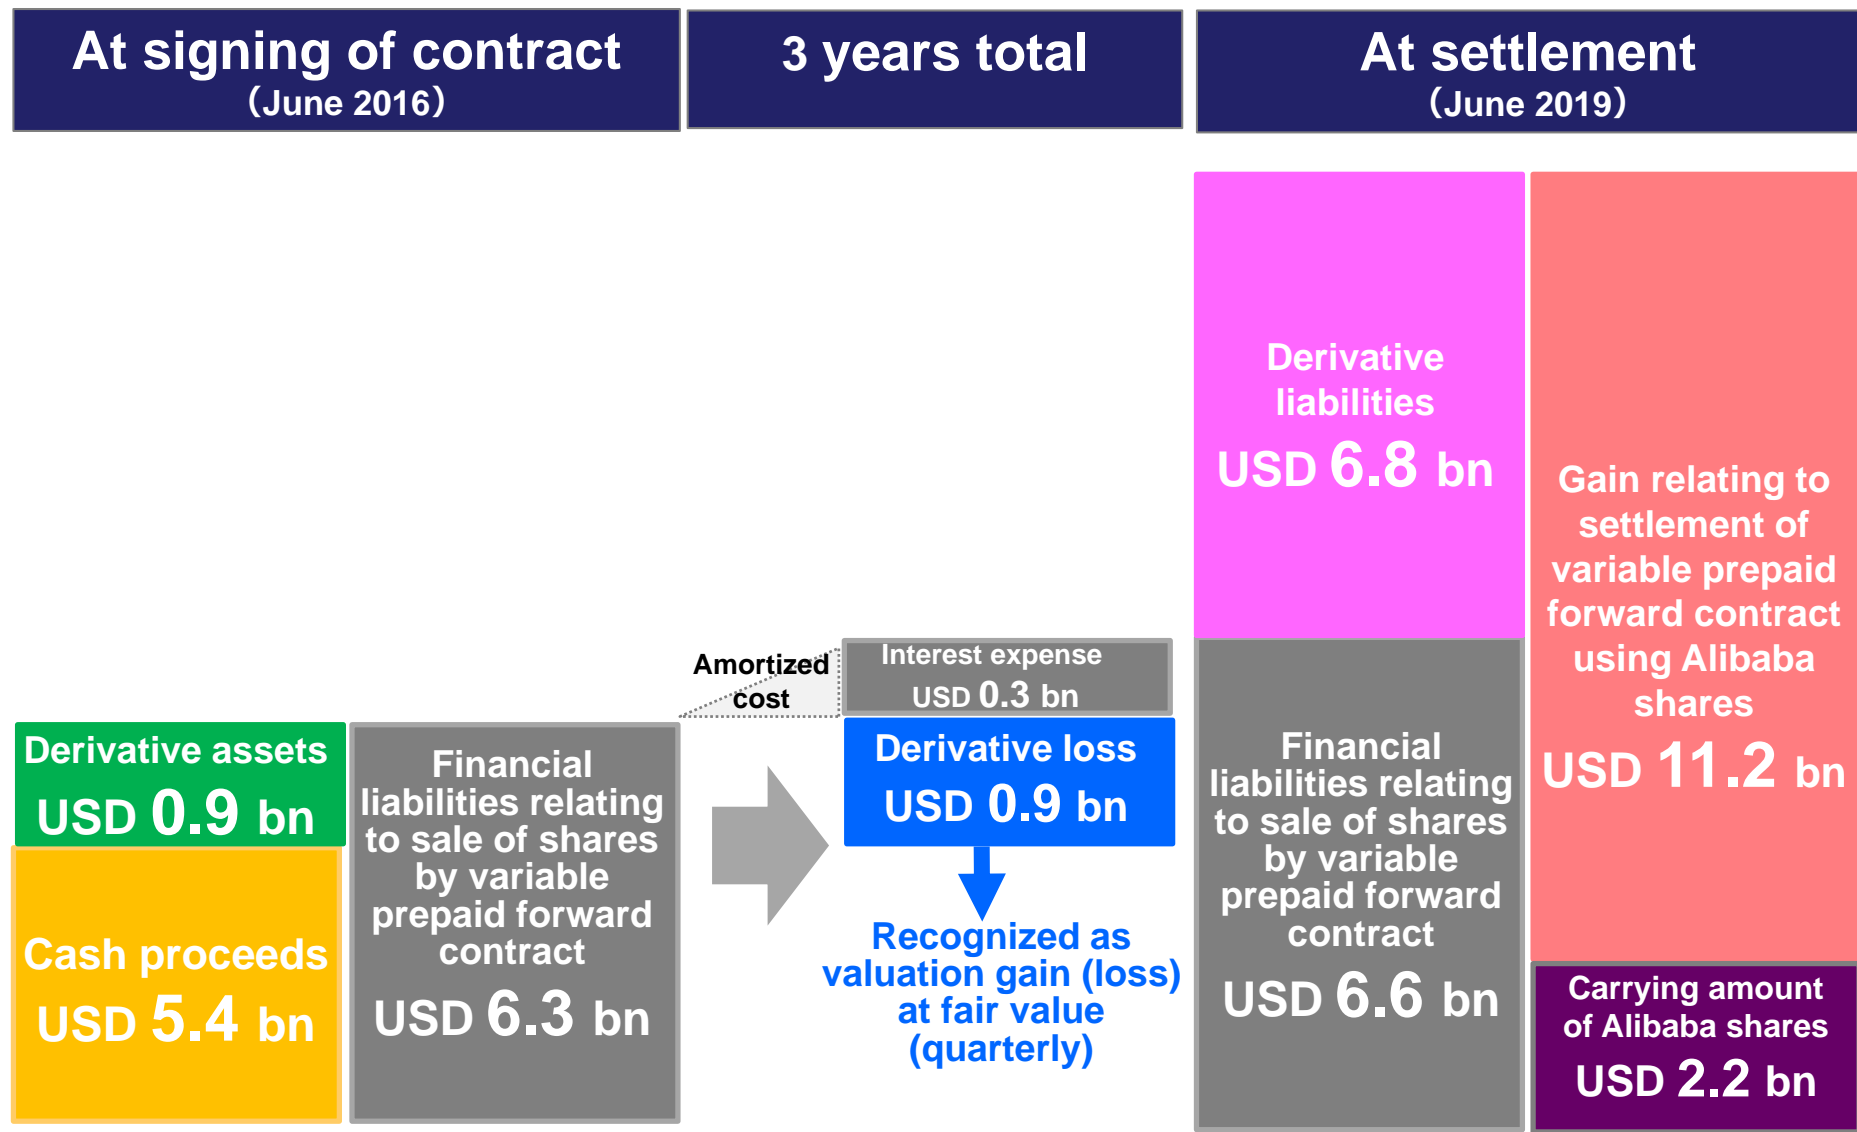 At signing of contract
(June 2016)
3 years total
At settlement
(June 2019)
Derivative assets
USD 0.9 bn
Cash proceeds
USD 5.4 bn
Financial
liabilities relating
to sale of shares
by variable
prepaid forward
contract
USD 6.3 bn
Amortized
cost
Interest expense
USD 0.3 bn
Derivative loss
USD 0.9 bn
Recognized as
valuation gain (loss)
at fair value
(quarterly)
Derivative
liabilities
USD 6.8 bn
Financial
liabilities relating
to sale of shares
by variable
prepaid forward
contract
USD 6.6 bn
Gain relating to
settlement of
variable prepaid
forward contract
using Alibaba
shares
USD 11.2 bn
Carrying amount
of Alibaba shares
USD 2.2 bn